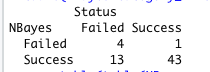 Status
NBayes Failed Success
Failed 4 1
Success 13 43